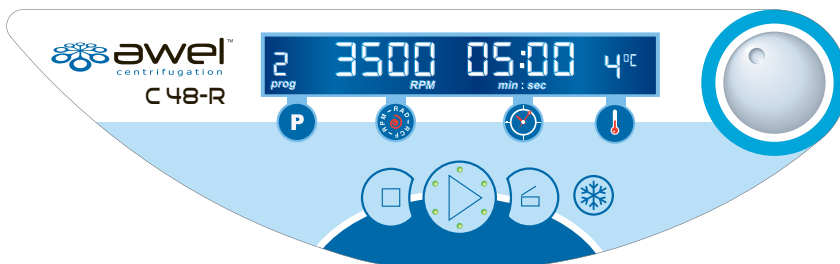 awel™
centrifugation
C 48-R
2 3500 05:00 4°C
prog RPM min : sec
P RPM-RAD-RCF